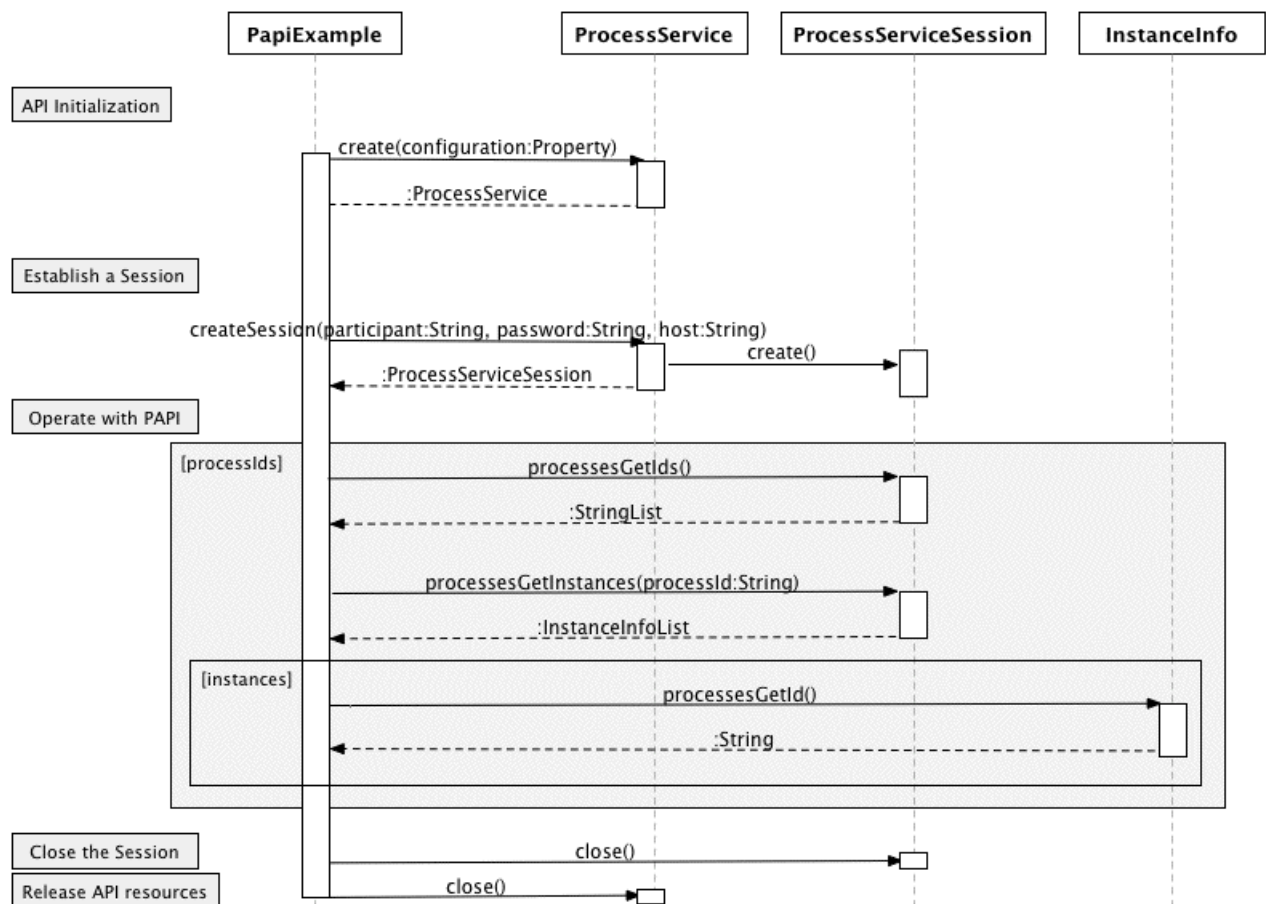 PapiExample
ProcessService
ProcessServiceSession
InstanceInfo
API Initialization
create(configuration:Property)
:ProcessService
Establish a Session
createSession(participant:String, password:String, host:String)
create()
:ProcessServiceSession
Operate with PAPI
[processIds]
processesGetIds()
:StringList
processesGetInstances(processId:String)
:InstanceInfoList
[instances]
processesGetId()
:String
Close the Session
close()
Release API resources
close()